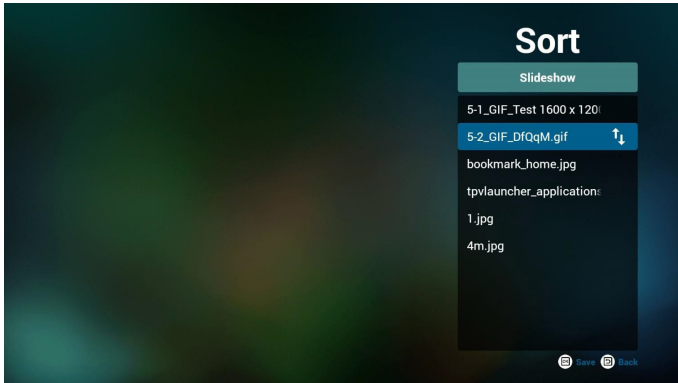 Sort
Slideshow
5-1_GIF_Test 1600 x 120
5-2_GIF_DfQqM.gif
bookmark_home.jpg
tpvlauncher_application
1.jpg
4m.jpg
Save Back